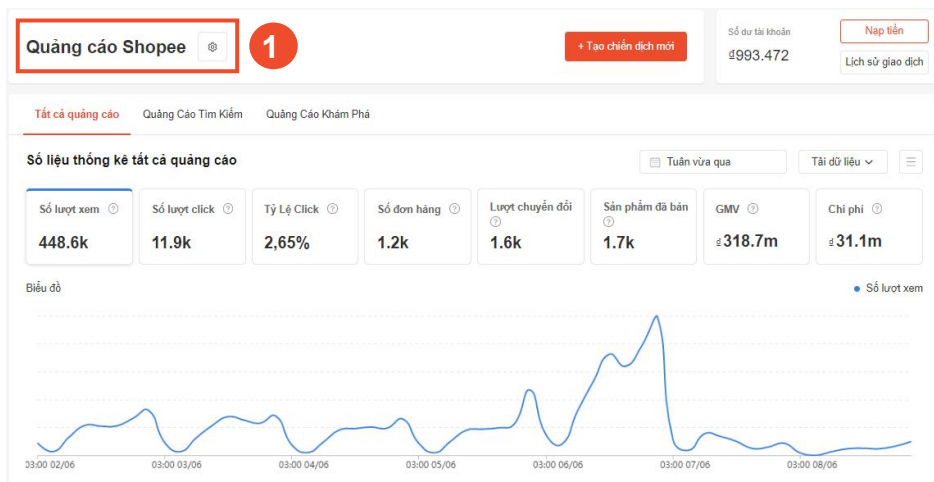 Quảng cáo Shopee
1
+ Tạo chiến dịch mới
Số dư tài khoản
₫993.472
Nạp tiền
Lịch sử giao dịch
Tất cả quảng cáo
Quảng Cáo Tìm Kiếm
Quảng Cáo Khám Phá
Số liệu thống kê tất cả quảng cáo
Tuần vừa qua
Tải dữ liệu
Số lượt xem ?
448.6k
Số lượt click ?
11.9k
Tỷ Lệ Click ?
2,65%
Số đơn hàng ?
1.2k
Lượt chuyển đổi
?
1.6k
Sản phẩm đã bán
?
1.7k
GMV ?
₫318.7m
Chi phí ?
₫31.1m
Biểu đồ
Số lượt xem
03:00 02/06
03:00 03/06
03:00 04/06
03:00 05/06
03:00 06/06
03:00 07/06
03:00 08/06